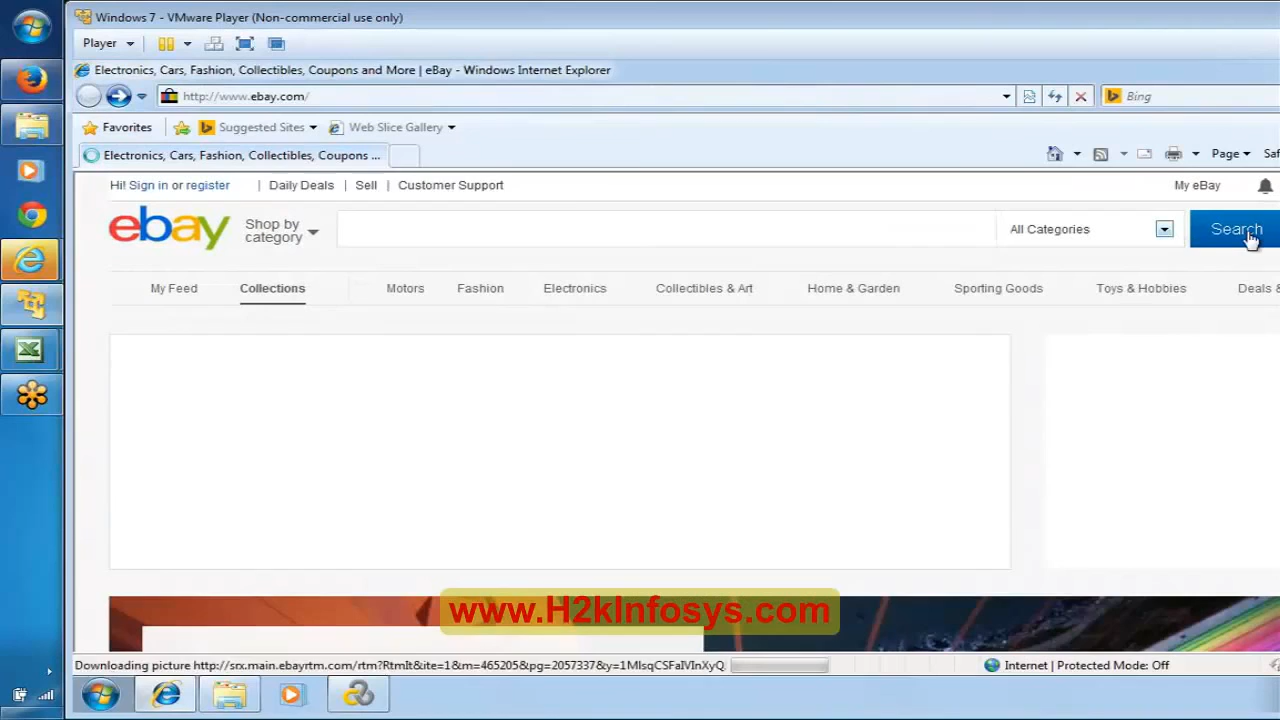 Windows 7 - VMware Player (Non-commercial use only)
Player
Electronics, Cars, Fashion, Collectibles, Coupons and More | eBay - Windows Internet Explorer
http://www.ebay.com/
Bing
Favorites
Suggested Sites
Web Slice Gallery
Electronics, Cars, Fashion, Collectibles, Coupons ...
Page
Hi! Sign in or register
Daily Deals
Sell
Customer Support
My eBay
ebay
Shop by category
All Categories
Search
My Feed
Collections
Motors
Fashion
Electronics
Collectibles & Art
Home & Garden
Sporting Goods
Toys & Hobbies
Deals &
www.H2kInfosys.com
Internet | Protected Mode: Off